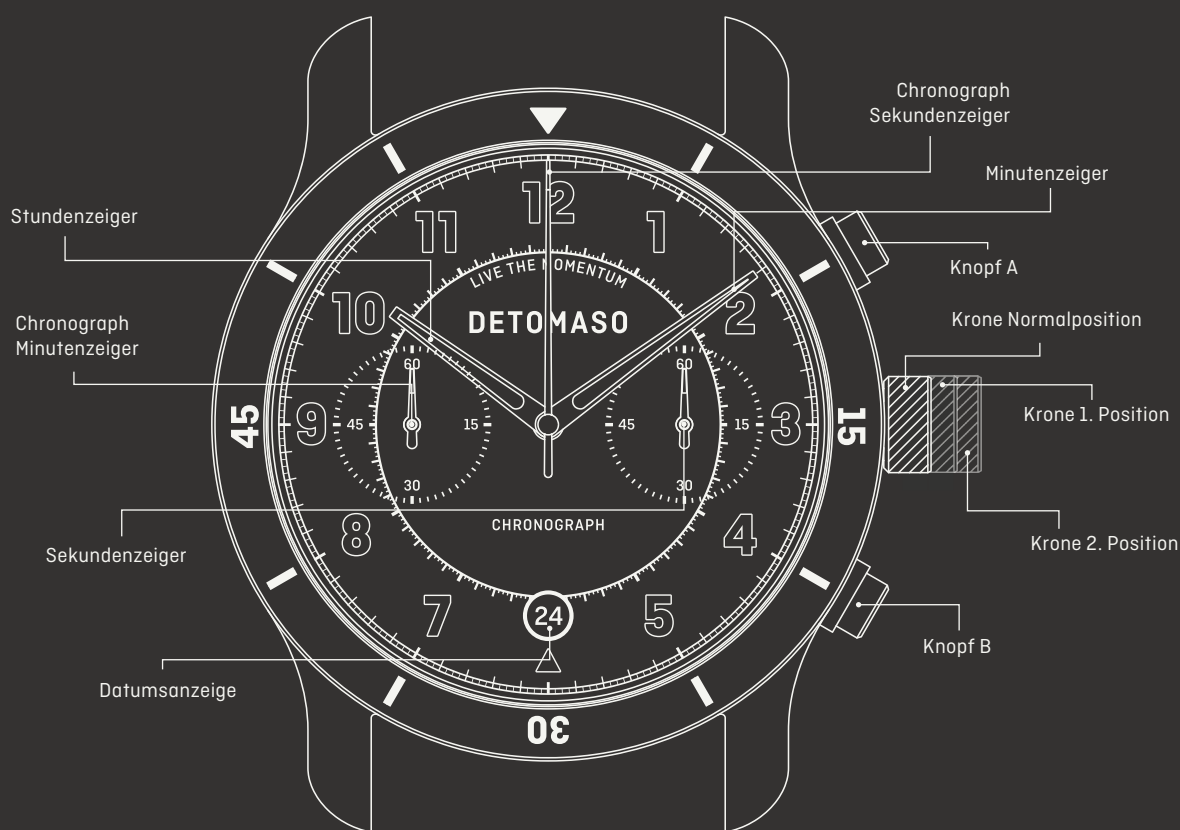 Chronograph
Sekundenzeiger
Minutenzeiger
Stundenzeiger
Knopf A
Chronograph
Minutenzeiger
Krone Normalposition
Krone 1. Position
Krone 2. Position
Sekundenzeiger
Knopf B
Datumsanzeige
12
11
1
LIVE THE MOMENTUM
10
2
DETOMASO
60
60
45
9
45
15
45
15
3
15
30
30
8
CHRONOGRAPH
4
7
24
5
30